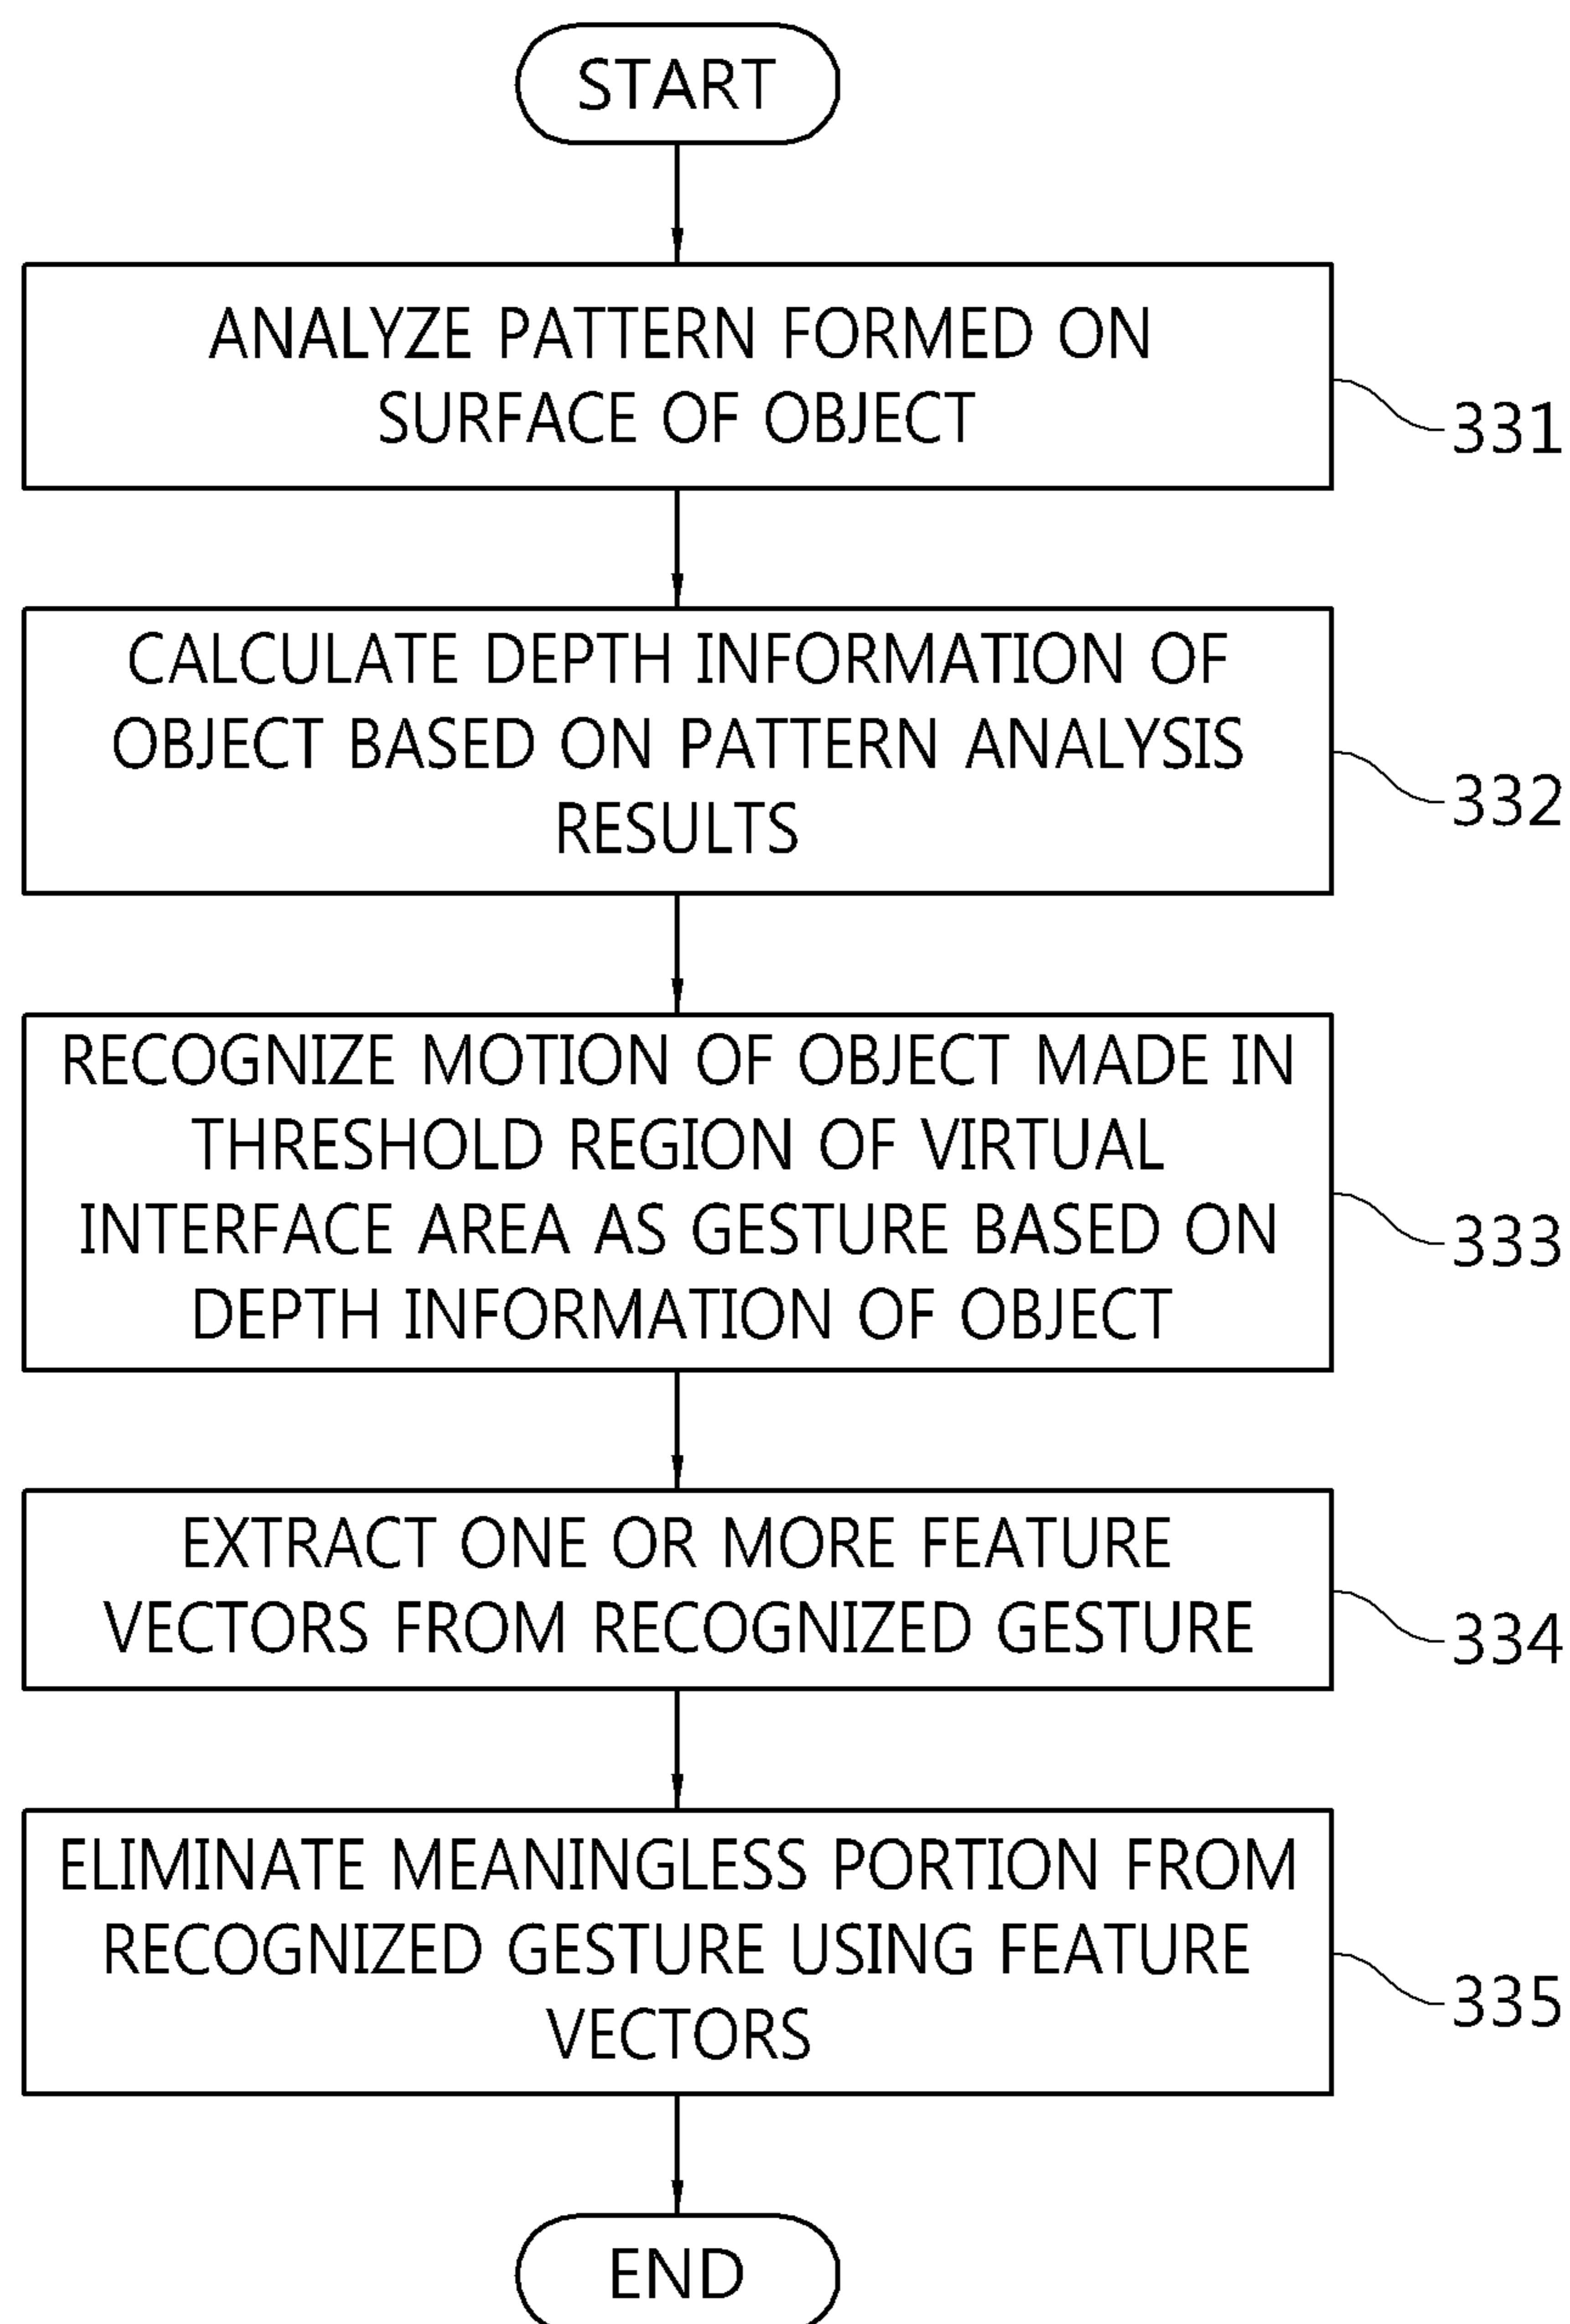 START
ANALYZE PATTERN FORMED ON
SURFACE OF OBJECT
331
CALCULATE DEPTH INFORMATION OF
OBJECT BASED ON PATTERN ANALYSIS
RESULTS
332
RECOGNIZE MOTION OF OBJECT MADE IN
THRESHOLD REGION OF VIRTUAL
INTERFACE AREA AS GESTURE BASED ON
DEPTH INFORMATION OF OBJECT
333
EXTRACT ONE OR MORE FEATURE
VECTORS FROM RECOGNIZED GESTURE
334
ELIMINATE MEANINGLESS PORTION FROM
RECOGNIZED GESTURE USING FEATURE
VECTORS
335
END